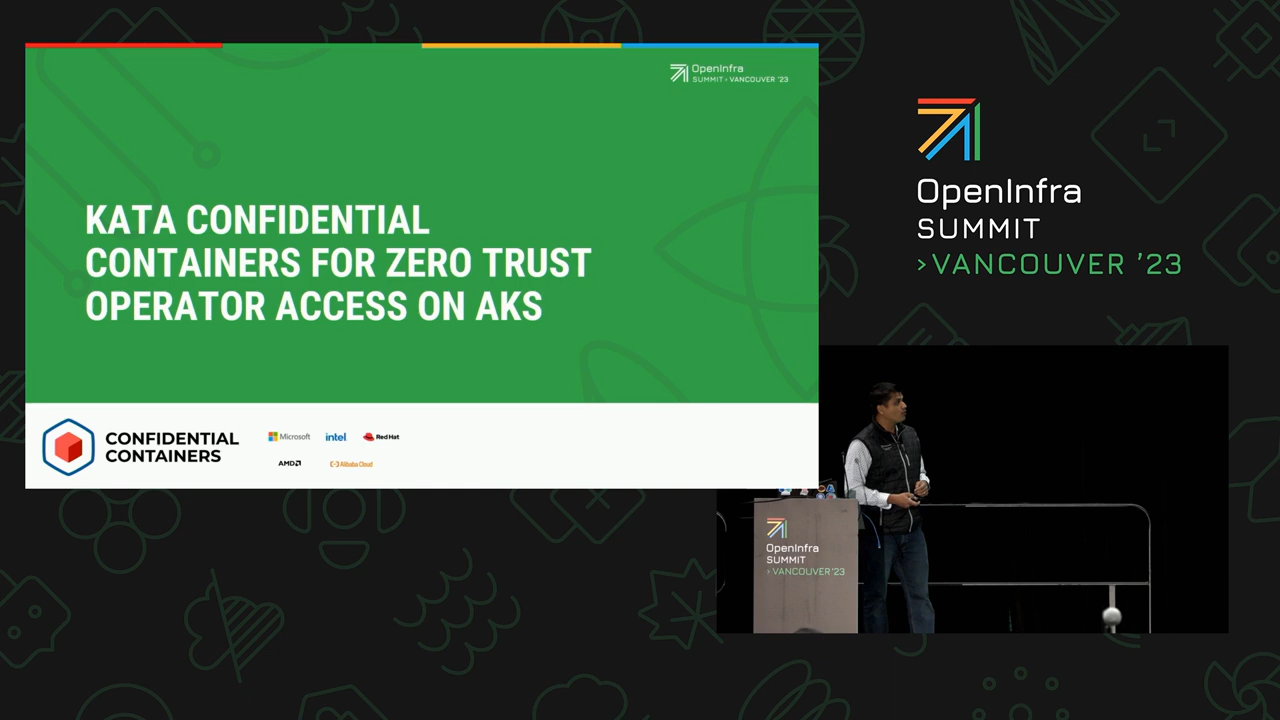 OpenInfra
SUMMIT > VANCOUVER '23
KATA CONFIDENTIAL
CONTAINERS FOR ZERO TRUST
OPERATOR ACCESS ON AKS
CONFIDENTIAL
CONTAINERS
Microsoft
intel
Red Hat
AMD
Alibaba Cloud
OpenInfra
SUMMIT
>VANCOUVER '23
OpenInfra
SUMMIT
> VANCOUVER '23